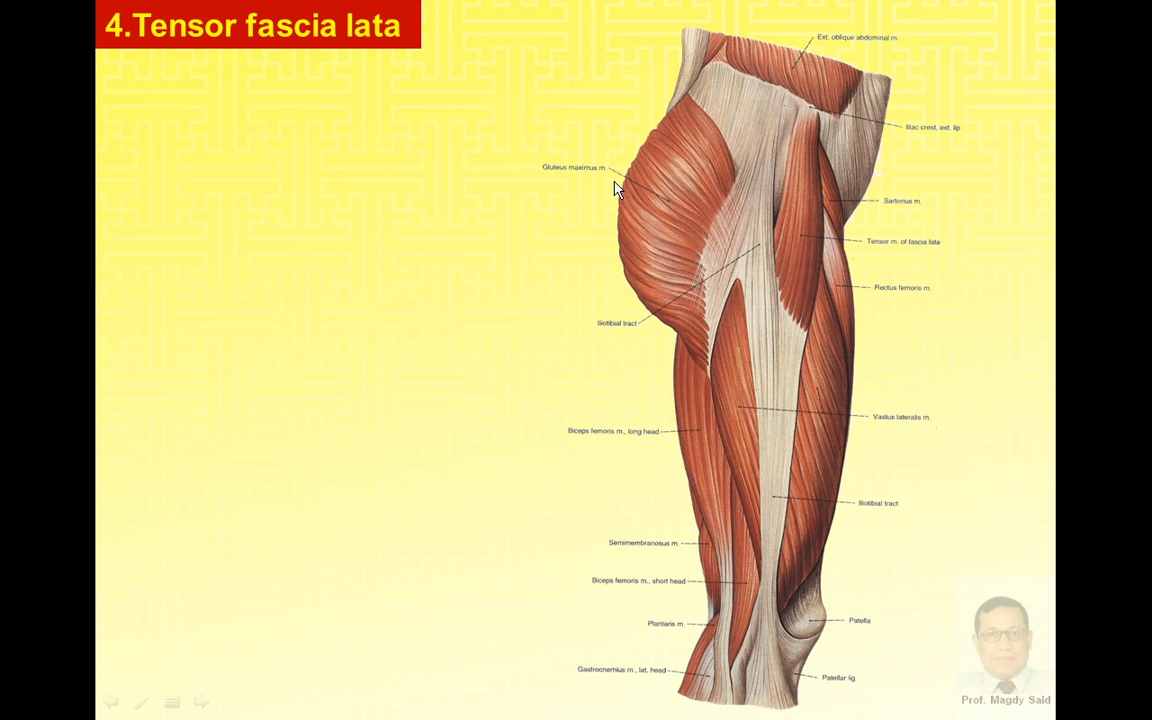 4.Tensor fascia lata
Ext. oblique abdominal m.
Iliac crest, ext. lip
Gluteus maximus m.
Sartorius m.
Tensor m. of fascia lata
Rectus femoris m.
Iliotibial tract
Vastus lateralis m.
Biceps femoris m., long head
Iliotibial tract
Semimembranosus m.
Biceps femoris m., short head
Plantaris m.
Patella
Gastrocnemius m., lat. head
Patellar lig.
Prof. Magdy Said